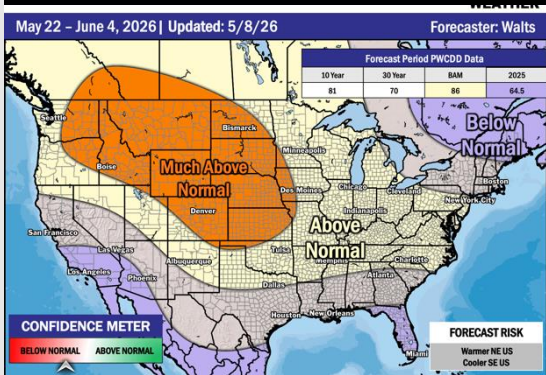 WEATHER
May 22 – June 4, 2026 | Updated: 5/8/26
Forecaster: Walts
Forecast Period PWCDD Data
10 Year 30 Year BAM 2025
81 70 86 64.5
Seattle
Bismarck
Below
Normal
Minneapolis
Boise
Much Above
Normal
Boston
Des Moines
Chicago
Cleveland
New York City
Denver
Indianapolis
San Francisco
Above
Normal
Las Vegas
Tulsa
Memphis
Charlotte
Los Angeles
Albuquerque
Phoenix
Atlanta
Dallas
Houston
New Orleans
Miami
CONFIDENCE METER
BELOW NORMAL ABOVE NORMAL
FORECAST RISK
Warmer NE US
Cooler SE US